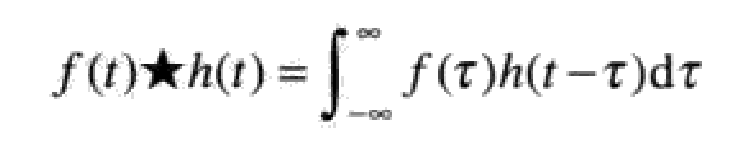 f(t)★h(t) = ∫_{-∞}^{∞} f(τ)h(t−τ)dτ